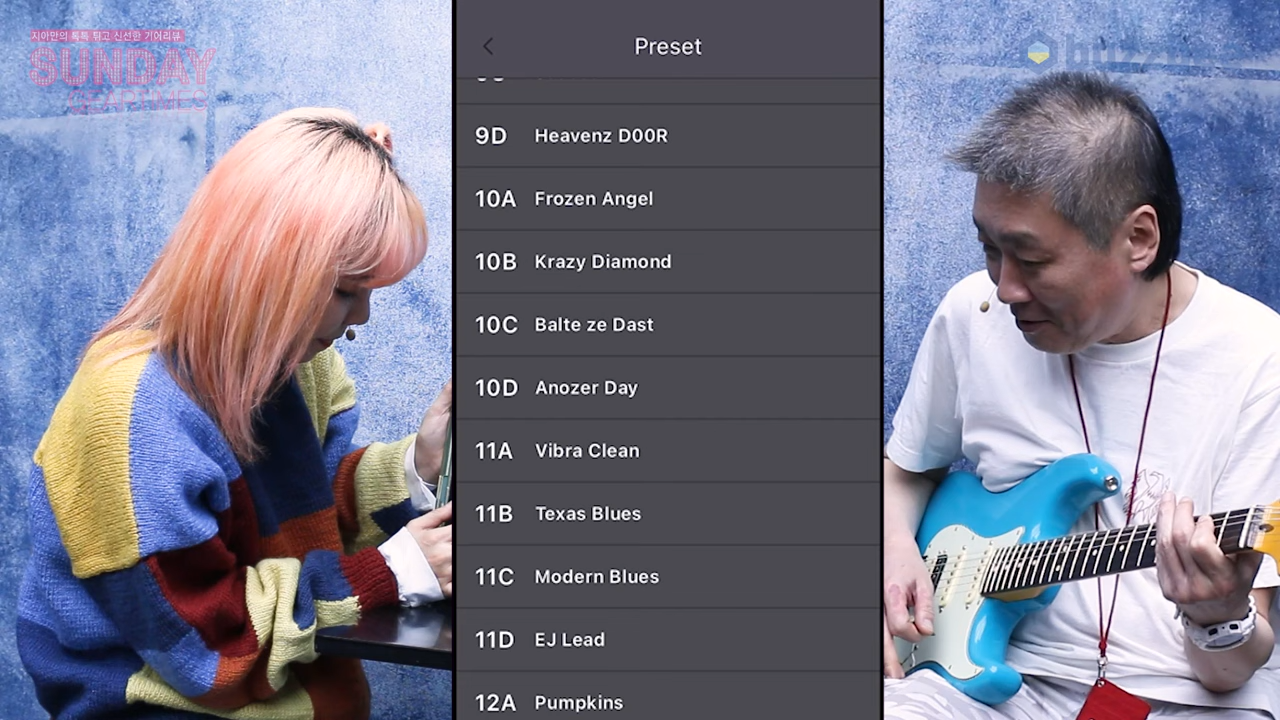 지아만의 톡톡 튀고 신선한 기어리뷰
SUNDAY
GEARTIMES
Preset
9D Heavenz D00R
10A Frozen Angel
10B Krazy Diamond
10C Balte ze Dast
10D Anozer Day
11A Vibra Clean
11B Texas Blues
11C Modern Blues
11D EJ Lead
12A Pumpkins